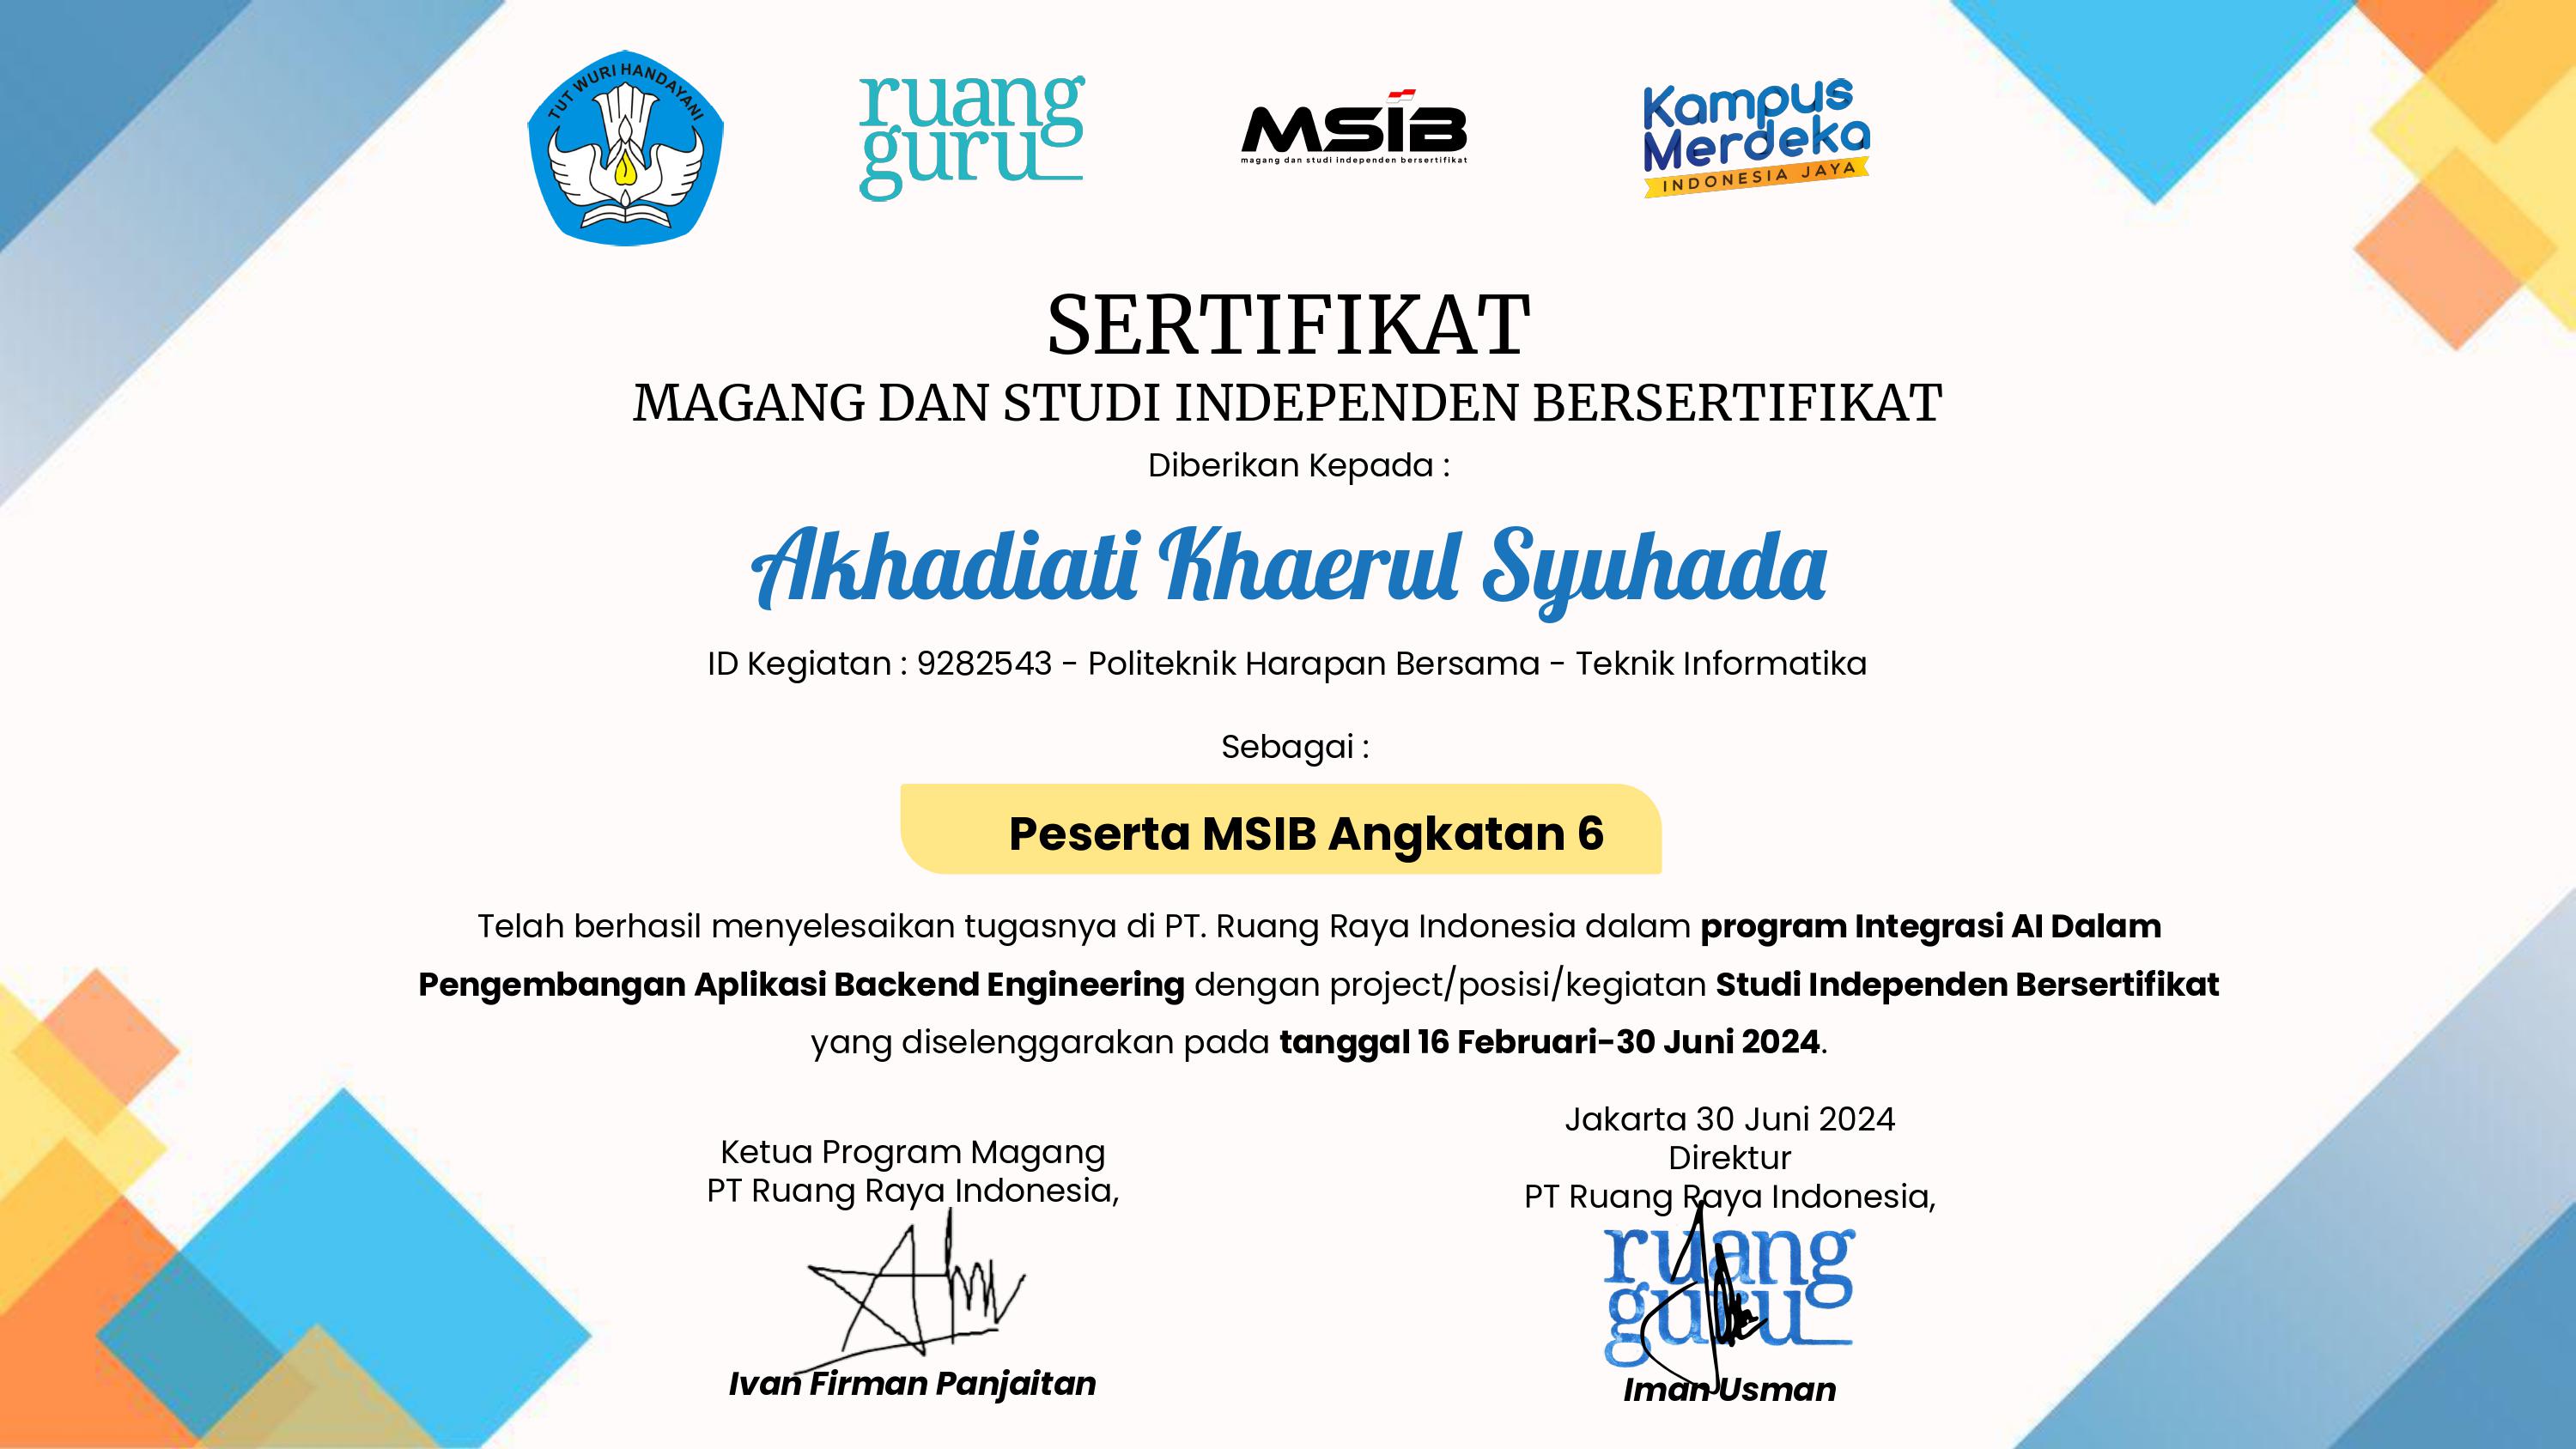 TUT WURI HANDAYANI
ruang
guru
MSIB
magang dan studi independen bersertifikat
Kampus
Merdeka
INDONESIA JAYA
SERTIFIKAT
MAGANG DAN STUDI INDEPENDEN BERSERTIFIKAT
Diberikan Kepada :
Akhadiati Khaerul Syuhada
ID Kegiatan : 9282543 - Politeknik Harapan Bersama - Teknik Informatika
Sebagai :
Peserta MSIB Angkatan 6
Telah berhasil menyelesaikan tugasnya di PT. Ruang Raya Indonesia dalam program Integrasi AI Dalam
Pengembangan Aplikasi Backend Engineering dengan project/posisi/kegiatan Studi Independen Bersertifikat
yang diselenggarakan pada tanggal 16 Februari-30 Juni 2024.
Ketua Program Magang
PT Ruang Raya Indonesia,
Ivan Firman Panjaitan
Jakarta 30 Juni 2024
Direktur
PT Ruang Raya Indonesia,
ruang
guru
Iman Usman